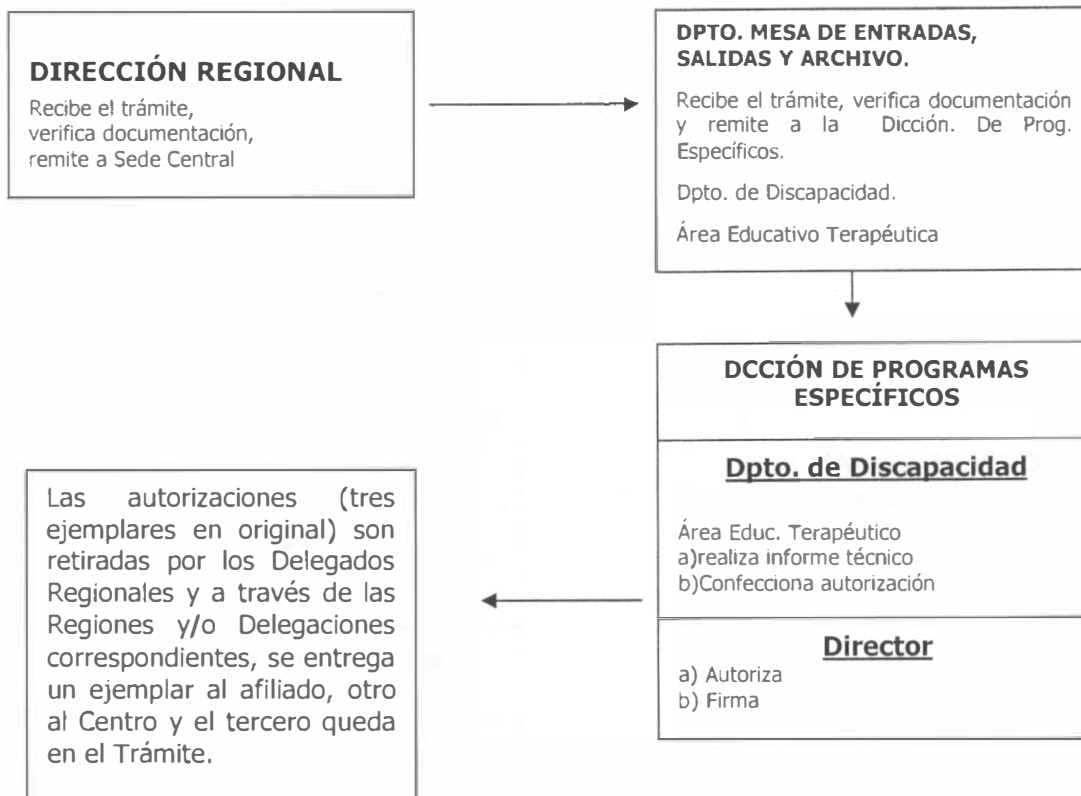 DIRECCIÓN REGIONAL
Recibe el trámite,
verifica documentación,
remite a Sede Central
DPTO. MESA DE ENTRADAS,
SALIDAS Y ARCHIVO.
Recibe el trámite, verifica documentación
y remite a la Dicción. De Prog.
Específicos.
Dpto. de Discapacidad.
Área Educativo Terapéutica
DCCIÓN DE PROGRAMAS
ESPECÍFICOS
Dpto. de Discapacidad
Área Educ. Terapéutico
a)realiza informe técnico
b)Confecciona autorización
Director
a) Autoriza
b) Firma
Las autorizaciones (tres
ejemplares en original) son
retiradas por los Delegados
Regionales y a través de las
Regiones y/o Delegaciones
correspondientes, se entrega
un ejemplar al afiliado, otro
al Centro y el tercero queda
en el Trámite.